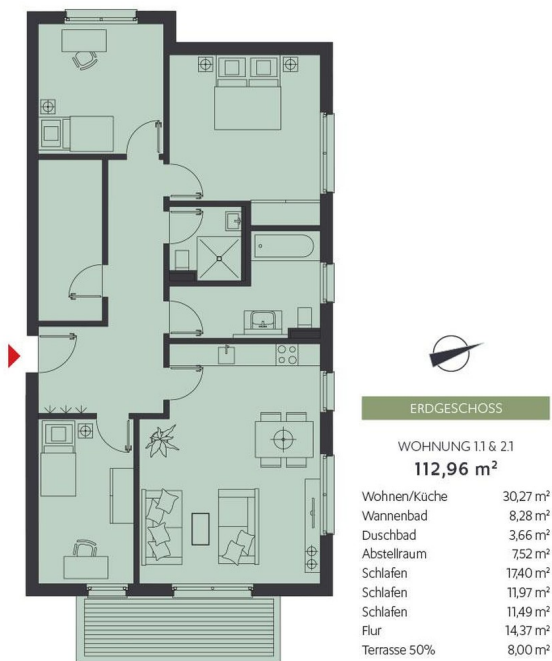 ERDGESCHOSS
WOHNUNG 1.1 & 2.1
112,96 m²
Wohnen/Küche 30,27 m²
Wannenbad 8,28 m²
Duschbad 3,66 m²
Abstellraum 7,52 m²
Schlafen 17,40 m²
Schlafen 11,97 m²
Schlafen 11,49 m²
Flur 14,37 m²
Terrasse 50% 8,00 m²